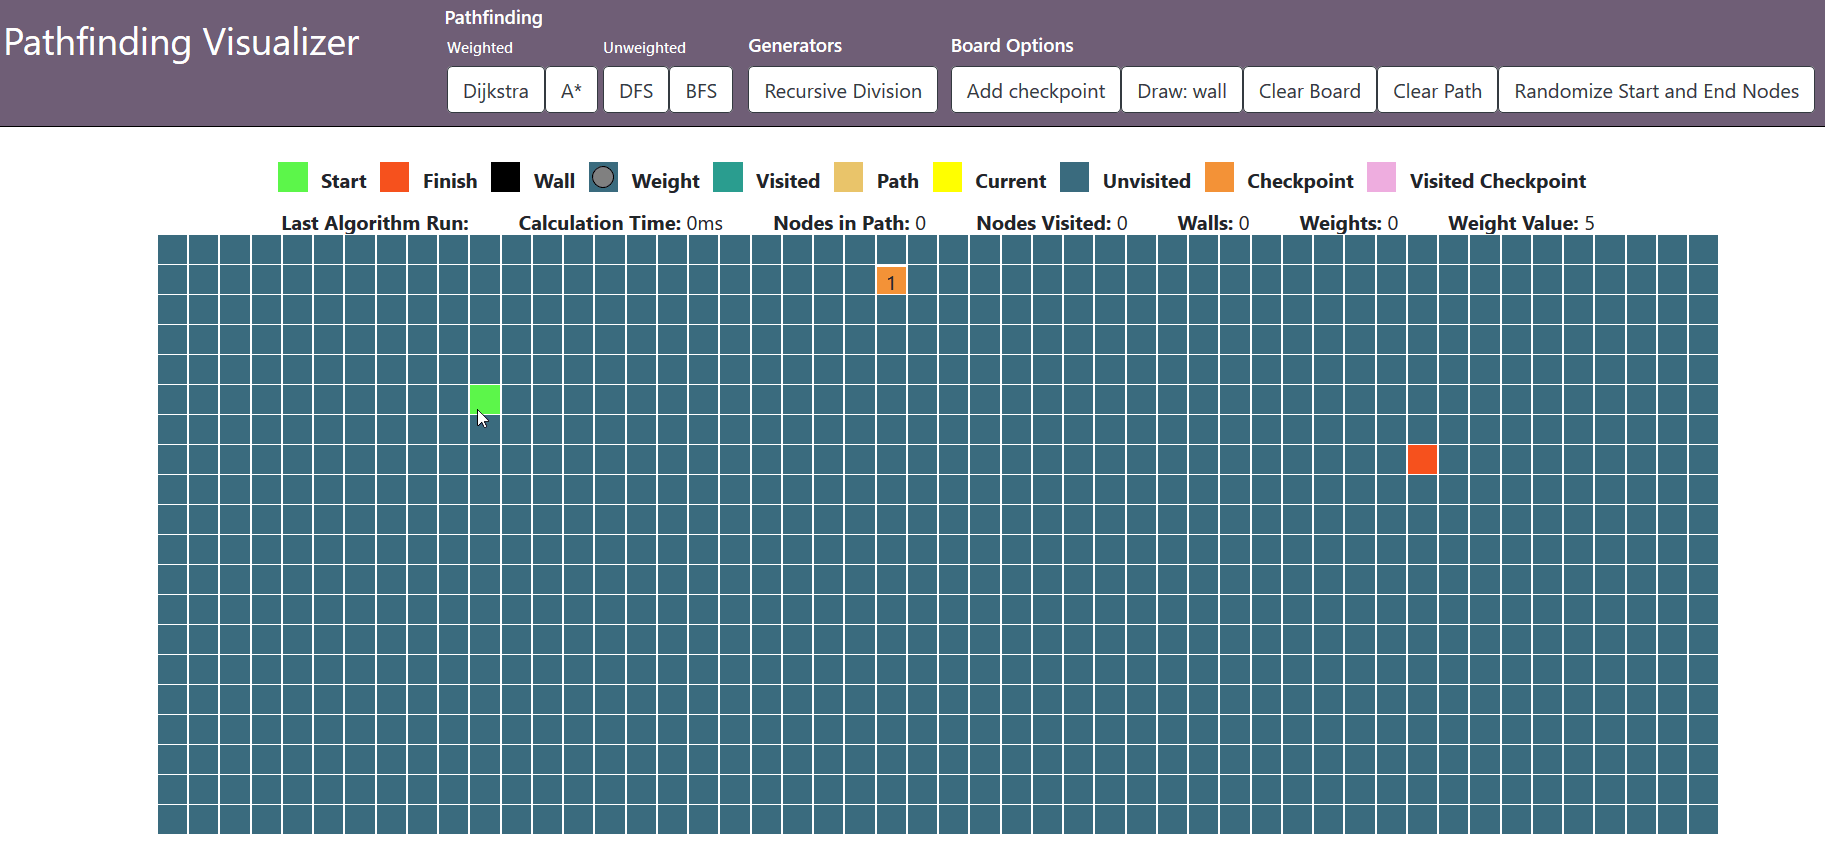 Pathfinding Visualizer
Pathfinding
Weighted Unweighted Generators Board Options
Dijkstra A* DFS BFS Recursive Division Add checkpoint Draw: wall Clear Board Clear Path Randomize Start and End Nodes
Start Finish Wall Weight Visited Path Current Unvisited Checkpoint Visited Checkpoint
Last Algorithm Run: Calculation Time: 0ms Nodes in Path: 0 Nodes Visited: 0 Walls: 0 Weights: 0 Weight Value: 5
1